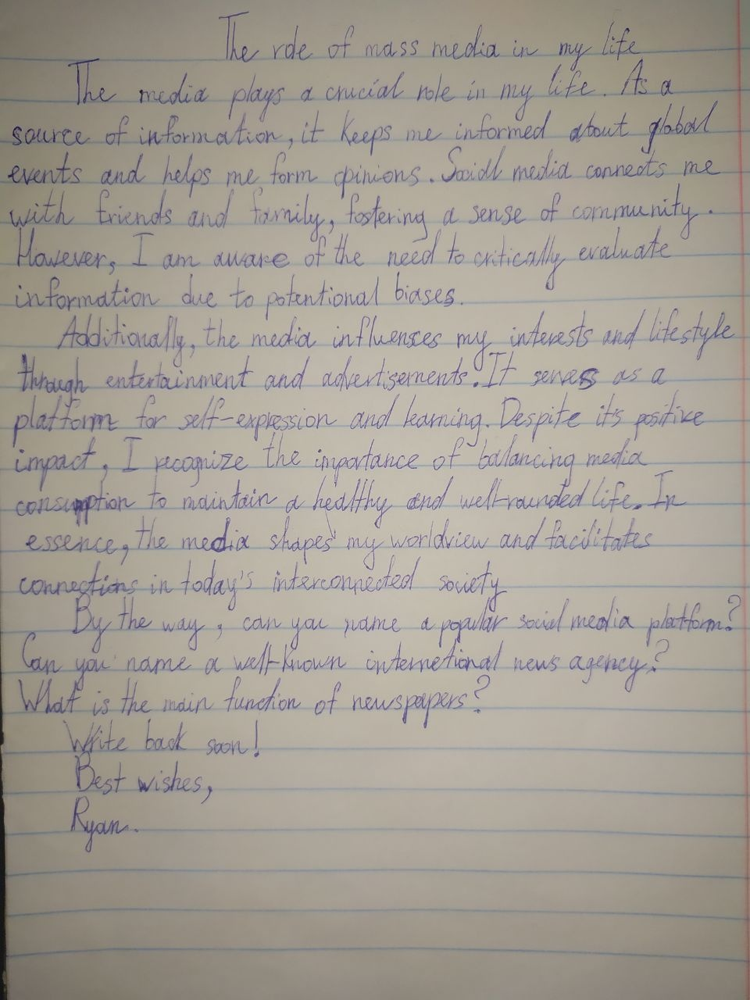 The role of mass media in my life
The media plays a crucial role in my life. As a
source of information, it keeps me informed about global
events and helps me form opinions. Social media connects me
with friends and family, fostering a sense of community.
However, I am aware of the need to critically evaluate
information due to potentional biases.
Additionally, the media influences my interests and lifestyle
through entertainment and advertisements. It serves as a
platform for self-expression and learning. Despite it's positive
impact, I recognize the importance of balancing media
consumption to maintain a healthy and well-rounded life. In
essence, the media shapes my worldview and facilitates
connections in today's interconnected society
By the way, can you name a popular social media platform?
Can you name a well-known internetional news agency?
What is the main function of newspapers?
Write back soon!
Best wishes,
Ryan.